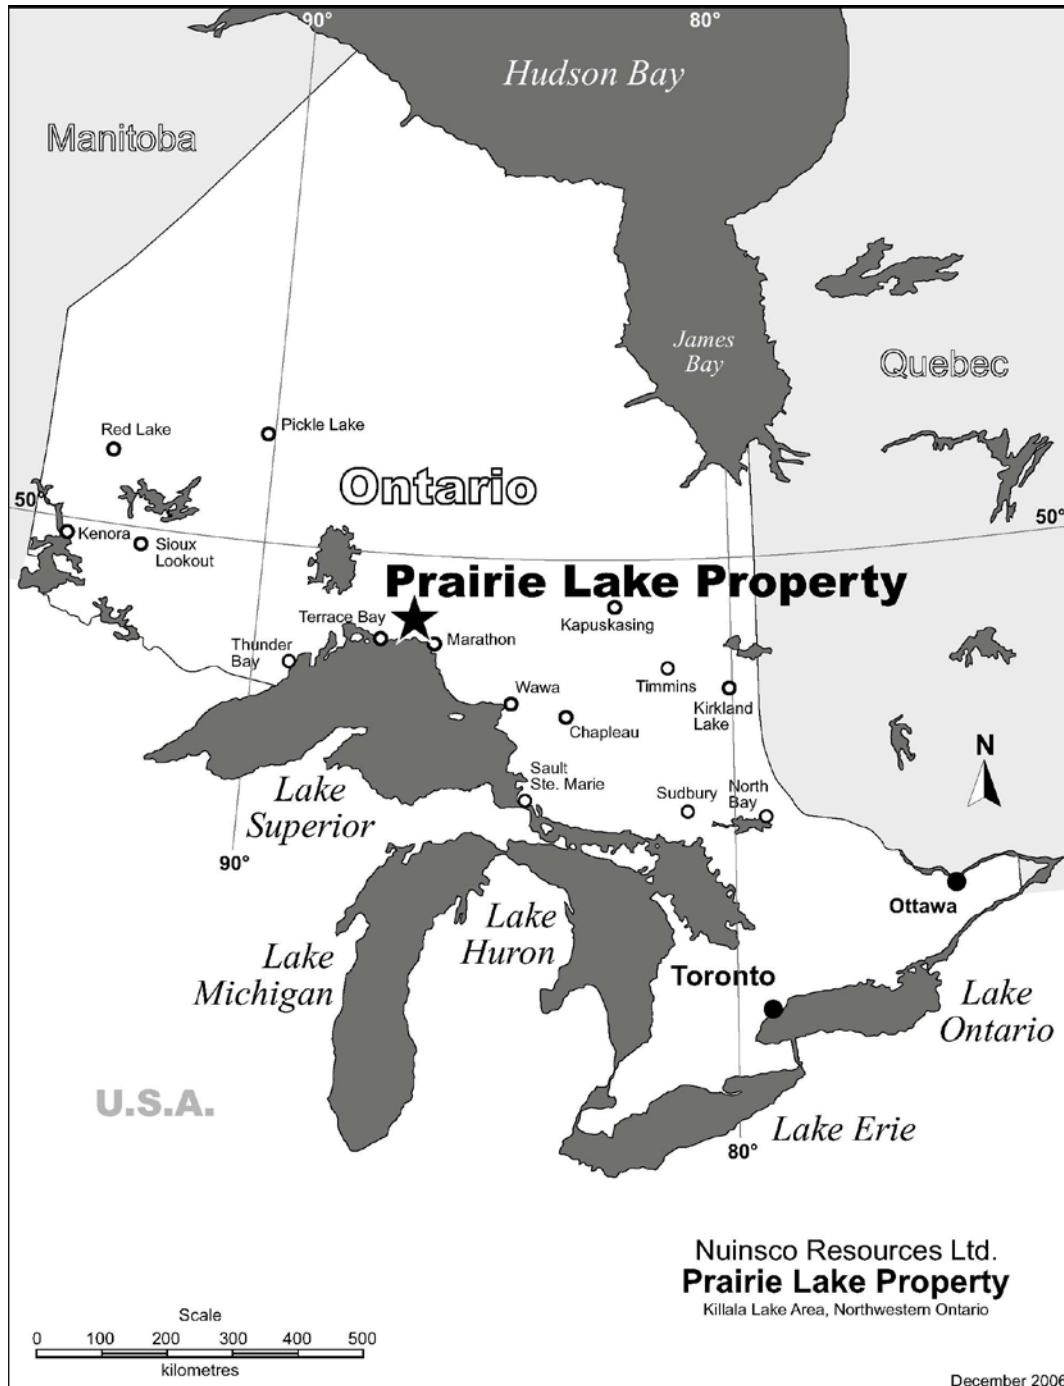 90°
80°
Hudson Bay
Manitoba
James
Bay
Quebec
Red Lake
Pickle Lake
Ontario
50°
50°
Kenora
Sioux
Lookout
Prairie Lake Property
Terrace Bay
Kapuskasing
Thunder
Bay
Marathon
Timmins
Wawa
Kirkland
Lake
Chapleau
N
Lake
Superior
Sault
Ste. Marie
Sudbury
North
Bay
90°
Ottawa
Lake
Huron
Lake
Michigan
Toronto
Lake
Ontario
U.S.A.
Lake Erie
80°
Nuinsco Resources Ltd.
Prairie Lake Property
Killala Lake Area, Northwestern Ontario
Scale
0 100 200 300 400 500
kilometres
December 2006